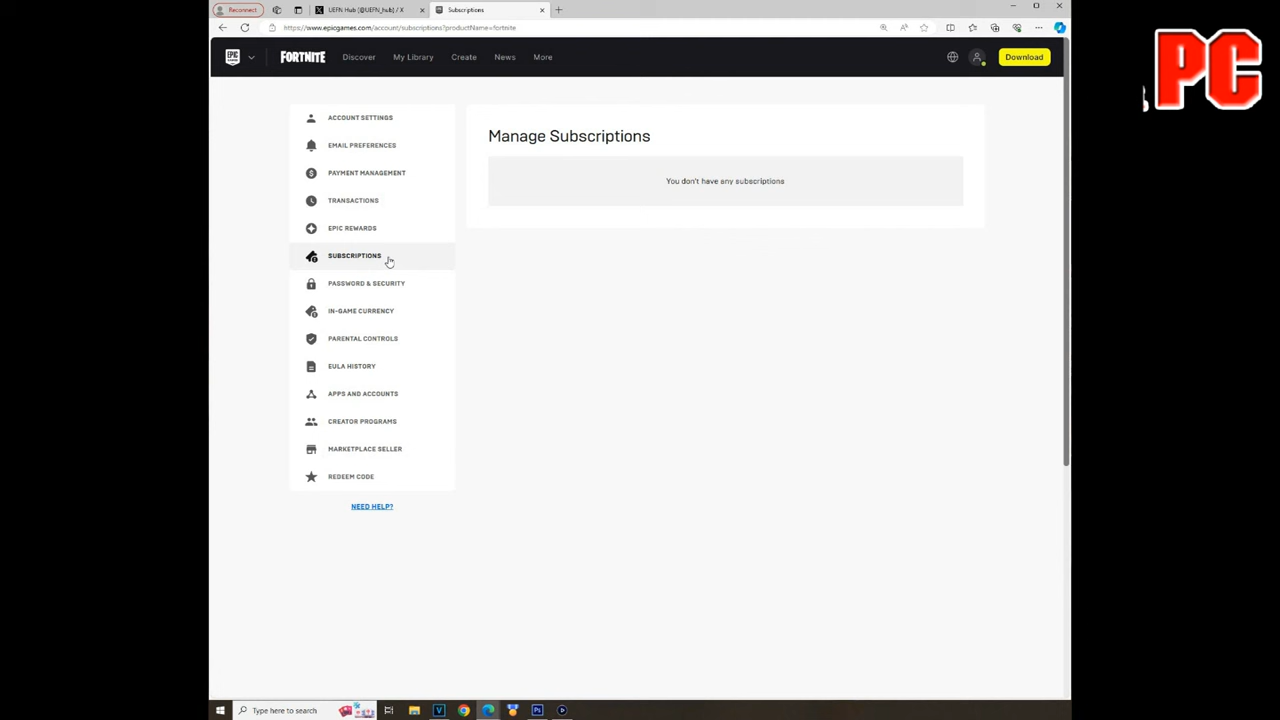 Reconnect
UEFN Hub (@UEFN_hub) / X
Subscriptions
https://www.epicgames.com/account/subscriptions?productName=fortnite
PC
EPIC GAMES
FORTNITE
Discover
My Library
Create
News
More
Download
ACCOUNT SETTINGS
EMAIL PREFERENCES
PAYMENT MANAGEMENT
TRANSACTIONS
EPIC REWARDS
SUBSCRIPTIONS
PASSWORD & SECURITY
IN-GAME CURRENCY
PARENTAL CONTROLS
EULA HISTORY
APPS AND ACCOUNTS
CREATOR PROGRAMS
MARKETPLACE SELLER
REDEEM CODE
NEED HELP?
Manage Subscriptions
You don't have any subscriptions
Type here to search